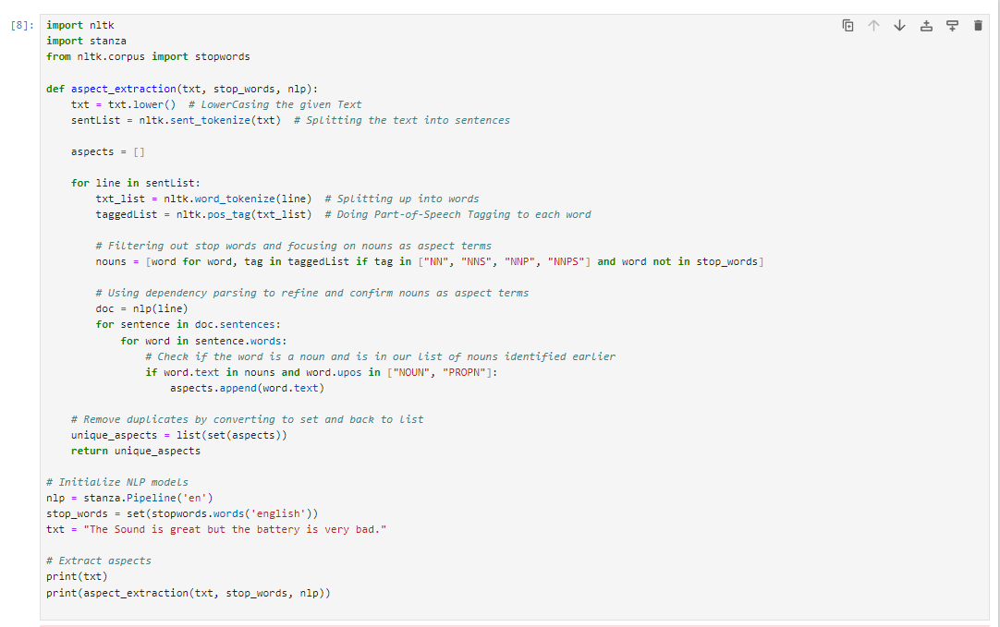 [8]:
import nltk
import stanza
from nltk.corpus import stopwords

def aspect_extraction(txt, stop_words, nlp):
    txt = txt.lower()  # LowerCasing the given Text
    sentList = nltk.sent_tokenize(txt)  # Splitting the text into sentences

    aspects = []

    for line in sentList:
        txt_list = nltk.word_tokenize(line)  # Splitting up into words
        taggedList = nltk.pos_tag(txt_list)  # Doing Part-of-Speech Tagging to each word

        # Filtering out stop words and focusing on nouns as aspect terms
        nouns = [word for word, tag in taggedList if tag in ["NN", "NNS", "NNP", "NNPS"] and word not in stop_words]

        # Using dependency parsing to refine and confirm nouns as aspect terms
        doc = nlp(line)
        for sentence in doc.sentences:
            for word in sentence.words:
                # Check if the word is a noun and is in our list of nouns identified earlier
                if word.text in nouns and word.upos in ["NOUN", "PROPN"]:
                    aspects.append(word.text)

    # Remove duplicates by converting to set and back to list
    unique_aspects = list(set(aspects))
    return unique_aspects

# Initialize NLP models
nlp = stanza.Pipeline('en')
stop_words = set(stopwords.words('english'))
txt = "The Sound is great but the battery is very bad."

# Extract aspects
print(txt)
print(aspect_extraction(txt, stop_words, nlp))